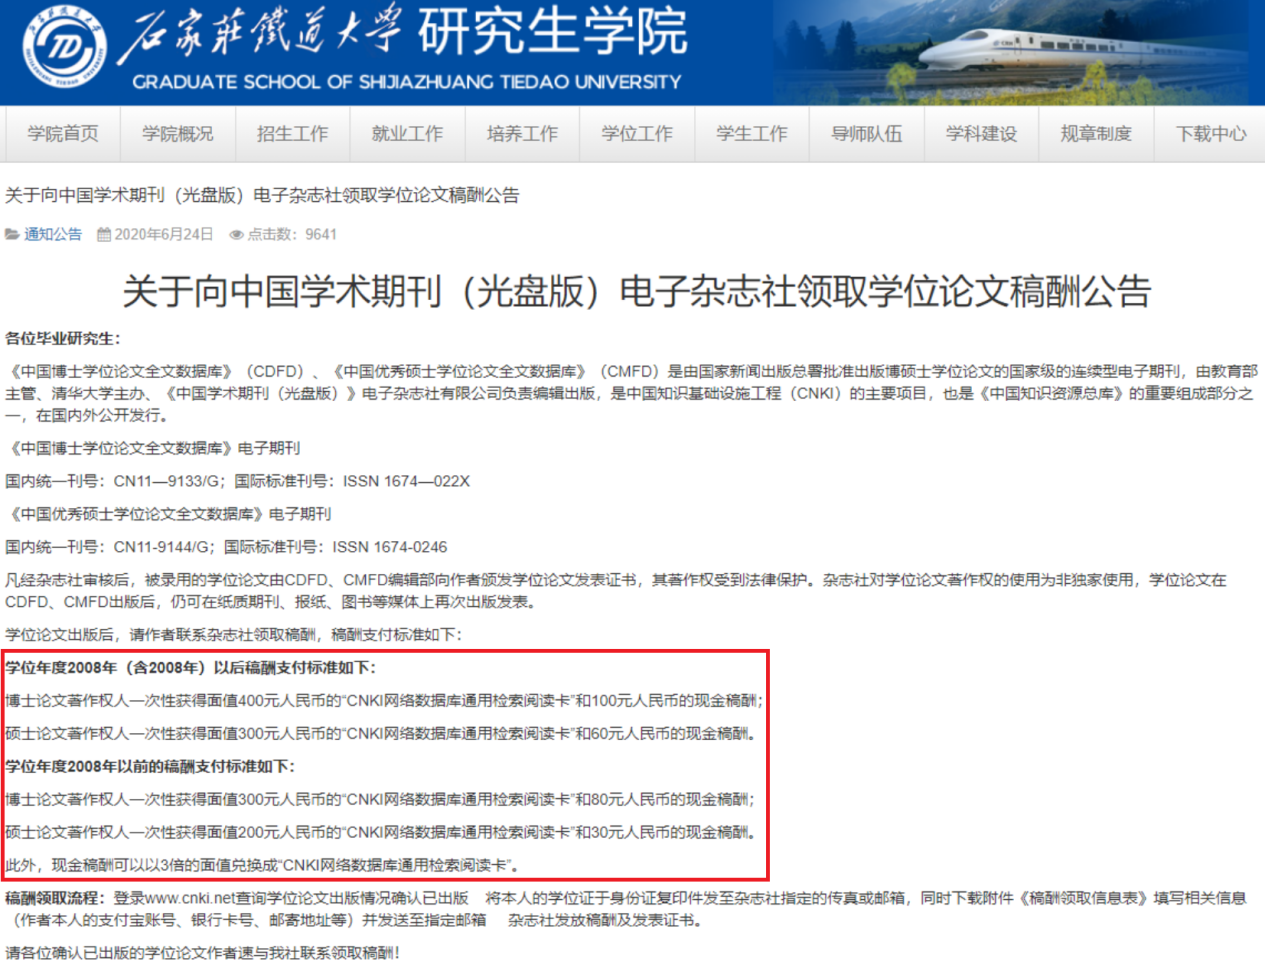 石家莊鐵道大學 研究生学院
GRADUATE SCHOOL OF SHIJIAZHUANG TIEDAO UNIVERSITY
学院首页 学院概况 招生工作 就业工作 培养工作 学位工作 学生工作 导师队伍 学科建设 规章制度 下载中心
关于向中国学术期刊（光盘版）电子杂志社领取学位论文稿酬公告
通知公告 2020年6月24日 点击数：9641
关于向中国学术期刊（光盘版）电子杂志社领取学位论文稿酬公告
各位毕业研究生：
《中国博士学位论文全文数据库》（CDFD）、《中国优秀硕士学位论文全文数据库》（CMFD）是由国家新闻出版总署批准出版博硕士学位论文的国家级的连续型电子期刊，由教育部
主管、清华大学主办、《中国学术期刊（光盘版）》电子杂志社有限公司负责编辑出版，是中国知识基础设施工程（CNKI）的主要项目，也是《中国知识资源总库》的重要组成部分之
一，在国内外公开发行。
《中国博士学位论文全文数据库》电子期刊
国内统一刊号：CN11—9133/G；国际标准刊号：ISSN 1674—022X
《中国优秀硕士学位论文全文数据库》电子期刊
国内统一刊号：CN11-9144/G；国际标准刊号：ISSN 1674-0246
凡经杂志社审核后，被录用的学位论文由CDFD、CMFD编辑部向作者颁发学位论文发表证书，其著作权受到法律保护。杂志社对学位论文著作权的使用为非独家使用，学位论文在
CDFD、CMFD出版后，仍可在纸质期刊、报纸、图书等媒体上再次出版发表。
学位论文出版后，请作者联系杂志社领取稿酬，稿酬支付标准如下：
学位年度2008年（含2008年）以后稿酬支付标准如下：
博士论文著作权人一次性获得面值400元人民币的“CNKI网络数据库通用检索阅读卡”和100元人民币的现金稿酬；
硕士论文著作权人一次性获得面值300元人民币的“CNKI网络数据库通用检索阅读卡”和60元人民币的现金稿酬。
学位年度2008年以前的稿酬支付标准如下：
博士论文著作权人一次性获得面值300元人民币的“CNKI网络数据库通用检索阅读卡”和80元人民币的现金稿酬；
硕士论文著作权人一次性获得面值200元人民币的“CNKI网络数据库通用检索阅读卡”和30元人民币的现金稿酬。
此外，现金稿酬可以以3倍的面值兑换成“CNKI网络数据库通用检索阅读卡”。
稿酬领取流程：登录www.cnki.net查询学位论文出版情况确认已出版 将本人的学位证于身份证复印件发至杂志社指定的传真或邮箱，同时下载附件《稿酬领取信息表》填写相关信息
（作者本人的支付宝账号、银行卡号、邮寄地址等）并发送至指定邮箱 杂志社发放稿酬及发表证书。
请各位确认已出版的学位论文作者速与我社联系领取稿酬！